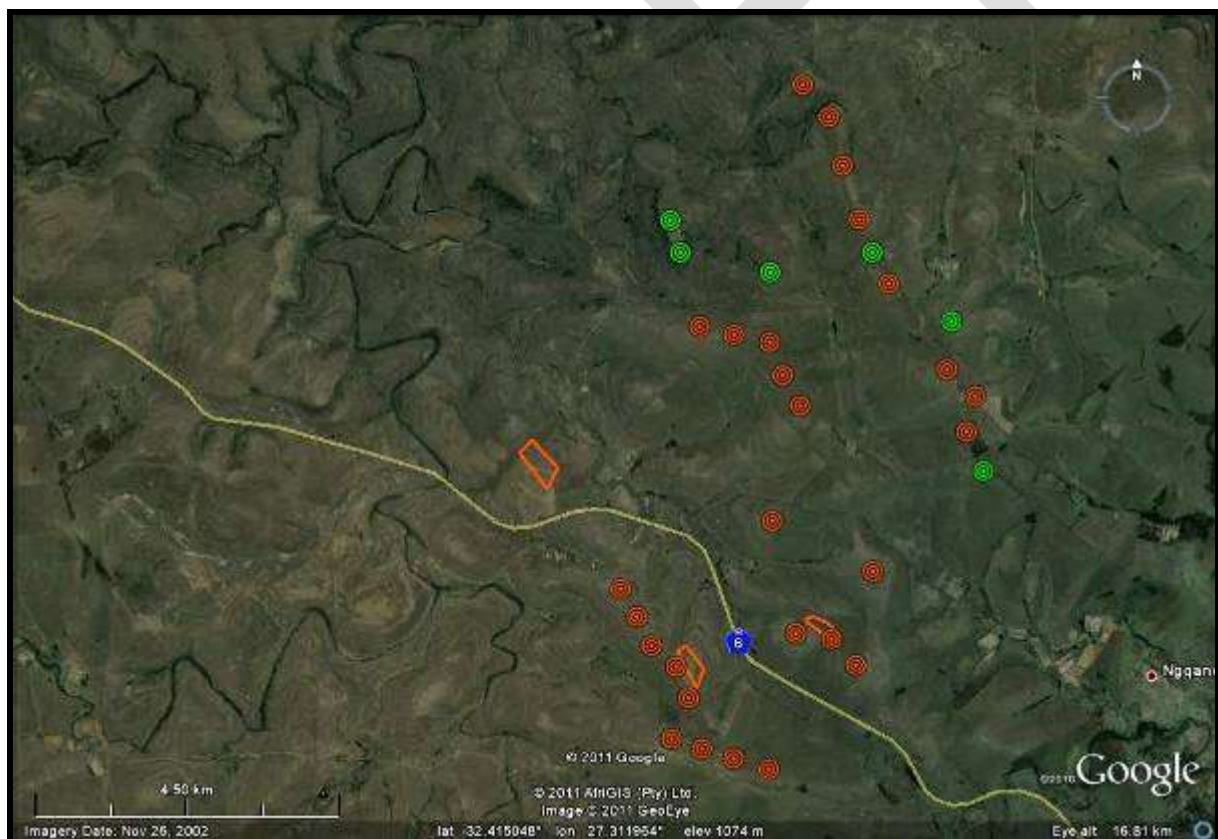 N
6
Ngqan
© 2011 Google
4.50 km
© 2011 AfriGIS (Pty) Ltd.
Image © 2011 GeoEye
©2010 Google
Imagery Date: Nov 26, 2002 lat -32.415048° lon 27.311964° elev 1074 m Eye alt 16.81 km